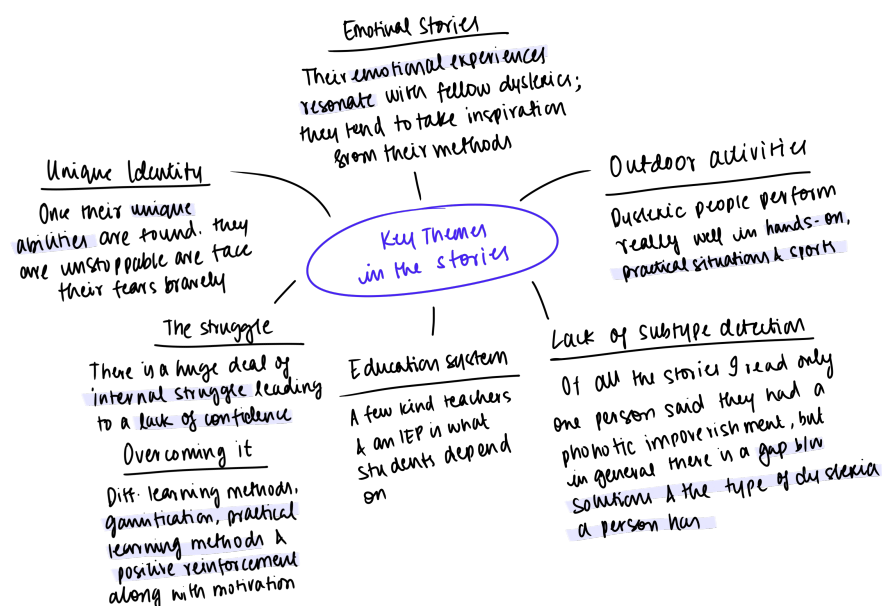 Emotinal Stories
Their emotional experiences
resonate with fellow dyslexics;
they tend to take inspiration
from their methods
Unique Identity
One their unique
abilities are found. they
are unstoppable are face
their fears bravely
Key Themes
in the stories
Outdoor activities
Dyslexic people perform
really well in hands-on,
practical situations & sports
The struggle
There is a huge deal of
internal struggle leading
to a lack of confidence
Overcoming it
Diff. learning methods,
gamification, practical
learning methods &
positive reinforcement
along with motivation
Education system
A few kind teachers
& an IEP is what
students depend
on
Lack of subtype detection
Of all the stories I read only
one person said they had a
phonotic impoverishment, but
in general there is a gap b/w
solutions & the type of dyslexia
a person has